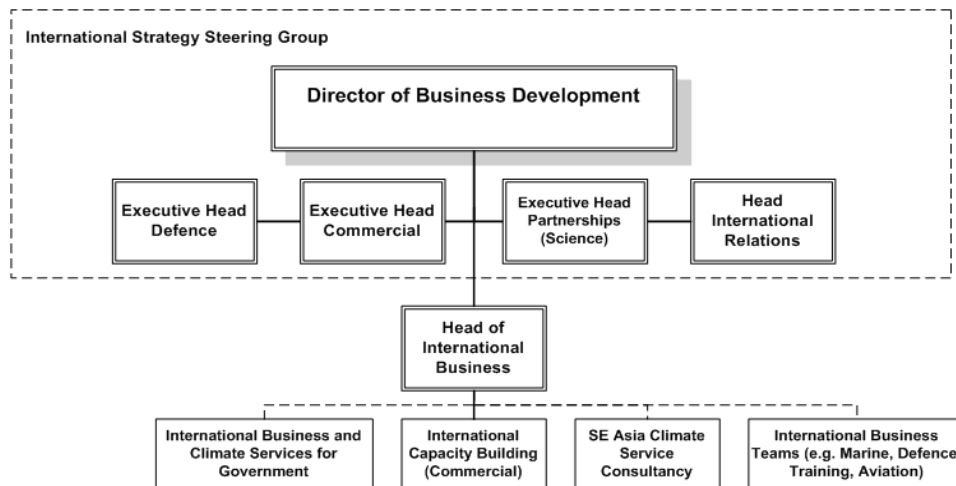 International Strategy Steering Group
Director of Business Development
Executive Head
Defence
Executive Head
Commercial
Executive Head
Partnerships
(Science)
Head
International
Relations
Head of
International
Business
International Business and
Climate Services for
Government
International
Capacity Building
(Commercial)
SE Asia Climate
Service
Consultancy
International Business
Teams (e.g. Marine, Defence
Training, Aviation)